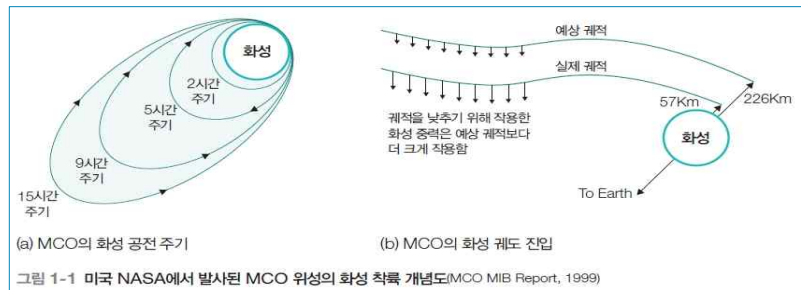 화성
2시간
주기
5시간
주기
9시간
주기
15시간
주기
(a) MCO의 화성 공전 주기
예상 궤적
실제 궤적
57Km
226Km
궤적을 낮추기 위해 작용한
화성 중력은 예상 궤적보다
더 크게 작용함
화성
To Earth
(b) MCO의 화성 궤도 진입
그림 1-1 미국 NASA에서 발사된 MCO 위성의 화성 착륙 개념도(MCO MIB Report, 1999)